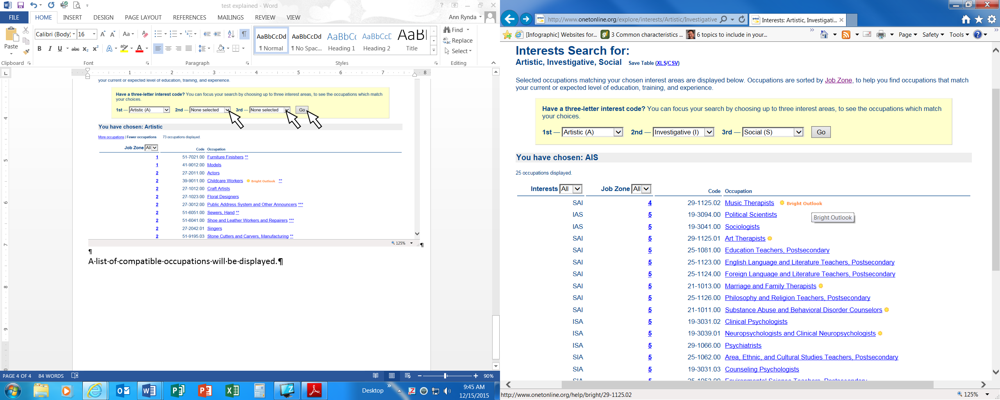 test explained - Word
FILE HOME INSERT DESIGN PAGE LAYOUT REFERENCES MAILINGS REVIEW VIEW Ann Rynda
Calibri (Body) 16
Paste
AaBbCcDd AaBbCcDd AaBbCc AaBbCcD AaBl
¶ Normal ¶ No Spac... Heading 1 Heading 2 Title
Find
Replace
Select
Clipboard Font Paragraph Styles Editing
1 2 3 4 5 6 7 8
your current or expected level of education, training, and experience.
Have a three-letter interest code? You can focus your search by choosing up to three interest areas, to see the occupations which match
your choices.
1st — Artistic (A) 2nd — None selected 3rd — None selected Go
You have chosen: Artistic
More occupations | Fewer occupations 73 occupations displayed.
Job Zone All Code Occupation
1 51-7021.00 Furniture Finishers **
1 41-9012.00 Models
2 27-2011.00 Actors
2 39-9011.00 Childcare Workers Bright Outlook **
2 27-1012.00 Craft Artists
2 27-1023.00 Floral Designers
2 27-3012.00 Public Address System and Other Announcers ***
2 51-6051.00 Sewers, Hand **
2 51-6041.00 Shoe and Leather Workers and Repairers ***
2 27-2042.01 Singers
2 51-9195.03 Stone Cutters and Carvers, Manufacturing **
125% ¶
¶
A·list·of·compatible·occupations·will·be·displayed.¶
4
5
6
7
8
9
PAGE 4 OF 4 84 WORDS 90%
Desktop
9:45 AM
12/15/2015
http://www.onetonline.org/explore/interests/Artistic/Investigative
Interests: Artistic, Investigati...
[Infographic] Websites for... 3 Common characteristics ... 6 topics to include in your...
Page Safety Tools
Interests Search for:
Artistic, Investigative, Social Save Table (XLS/CSV)
Selected occupations matching your chosen interest areas are displayed below. Occupations are sorted by Job Zone, to help you find occupations that match
your current or expected level of education, training, and experience.
Have a three-letter interest code? You can focus your search by choosing up to three interest areas, to see the occupations which match
your choices.
1st — Artistic (A) 2nd — Investigative (I) 3rd — Social (S) Go
You have chosen: AIS
25 occupations displayed.
Interests All Job Zone All Code Occupation
SAI 4 29-1125.02 Music Therapists Bright Outlook
IAS 5 19-3094.00 Political Scientists
Bright Outlook
IAS 5 19-3041.00 Sociologists
SAI 5 29-1125.01 Art Therapists
SAI 5 25-1081.00 Education Teachers, Postsecondary
SAI 5 25-1123.00 English Language and Literature Teachers, Postsecondary
SAI 5 25-1124.00 Foreign Language and Literature Teachers, Postsecondary
SAI 5 21-1013.00 Marriage and Family Therapists
SAI 5 25-1126.00 Philosophy and Religion Teachers, Postsecondary
SAI 5 21-1011.00 Substance Abuse and Behavioral Disorder Counselors
ISA 5 19-3031.02 Clinical Psychologists
ISA 5 19-3039.01 Neuropsychologists and Clinical Neuropsychologists
ISA 5 29-1066.00 Psychiatrists
SIA 5 25-1062.00 Area, Ethnic, and Cultural Studies Teachers, Postsecondary
SIA 5 19-3031.03 Counseling Psychologists
SIA 5 25-1053.00 Environmental Science Teachers, Postsecondary
http://www.onetonline.org/help/bright/29-1125.02
125%